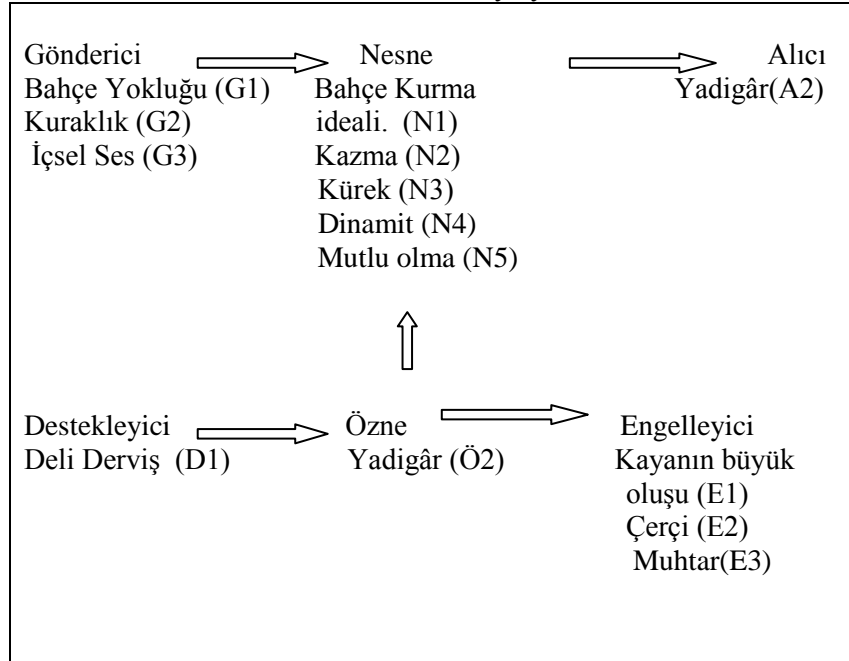 Gönderici Nesne Alıcı
Bahçe Yokluğu (G1) Bahçe Kurma Yadigâr(A2)
Kuraklık (G2) ideali. (N1)
İçsel Ses (G3) Kazma (N2)
Kürek (N3)
Dinamit (N4)
Mutlu olma (N5)
Destekleyici Özne Engelleyici
Deli Derviş (D1) Yadigâr (Ö2) Kayanın büyük
oluşu (E1)
Çerçi (E2)
Muhtar(E3)